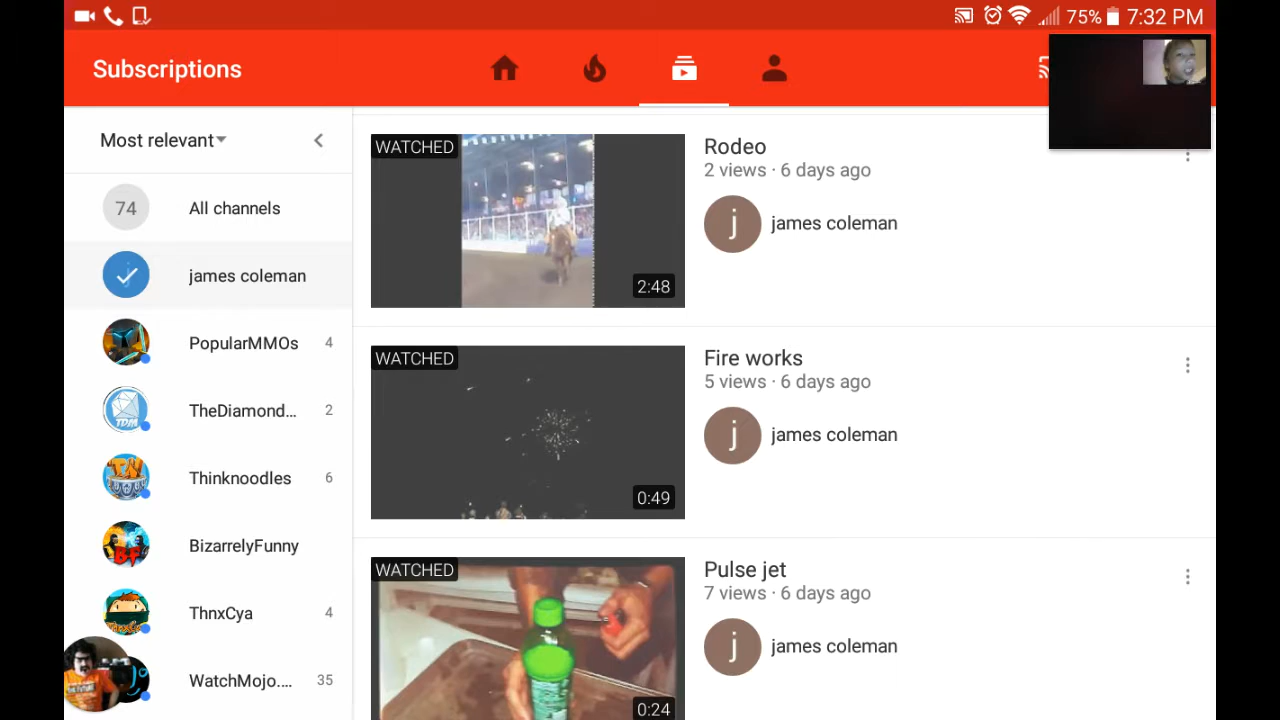 75% 7:32 PM
Subscriptions
Most relevant
74 All channels
james coleman
PopularMMOs 4
TheDiamond... 2
Thinknoodles 6
BizarrelyFunny
ThnxCya 4
WatchMojo.... 35
WATCHED
2:48
Rodeo
2 views · 6 days ago
j james coleman
WATCHED
0:49
Fire works
5 views · 6 days ago
j james coleman
WATCHED
0:24
Pulse jet
7 views · 6 days ago
j james coleman